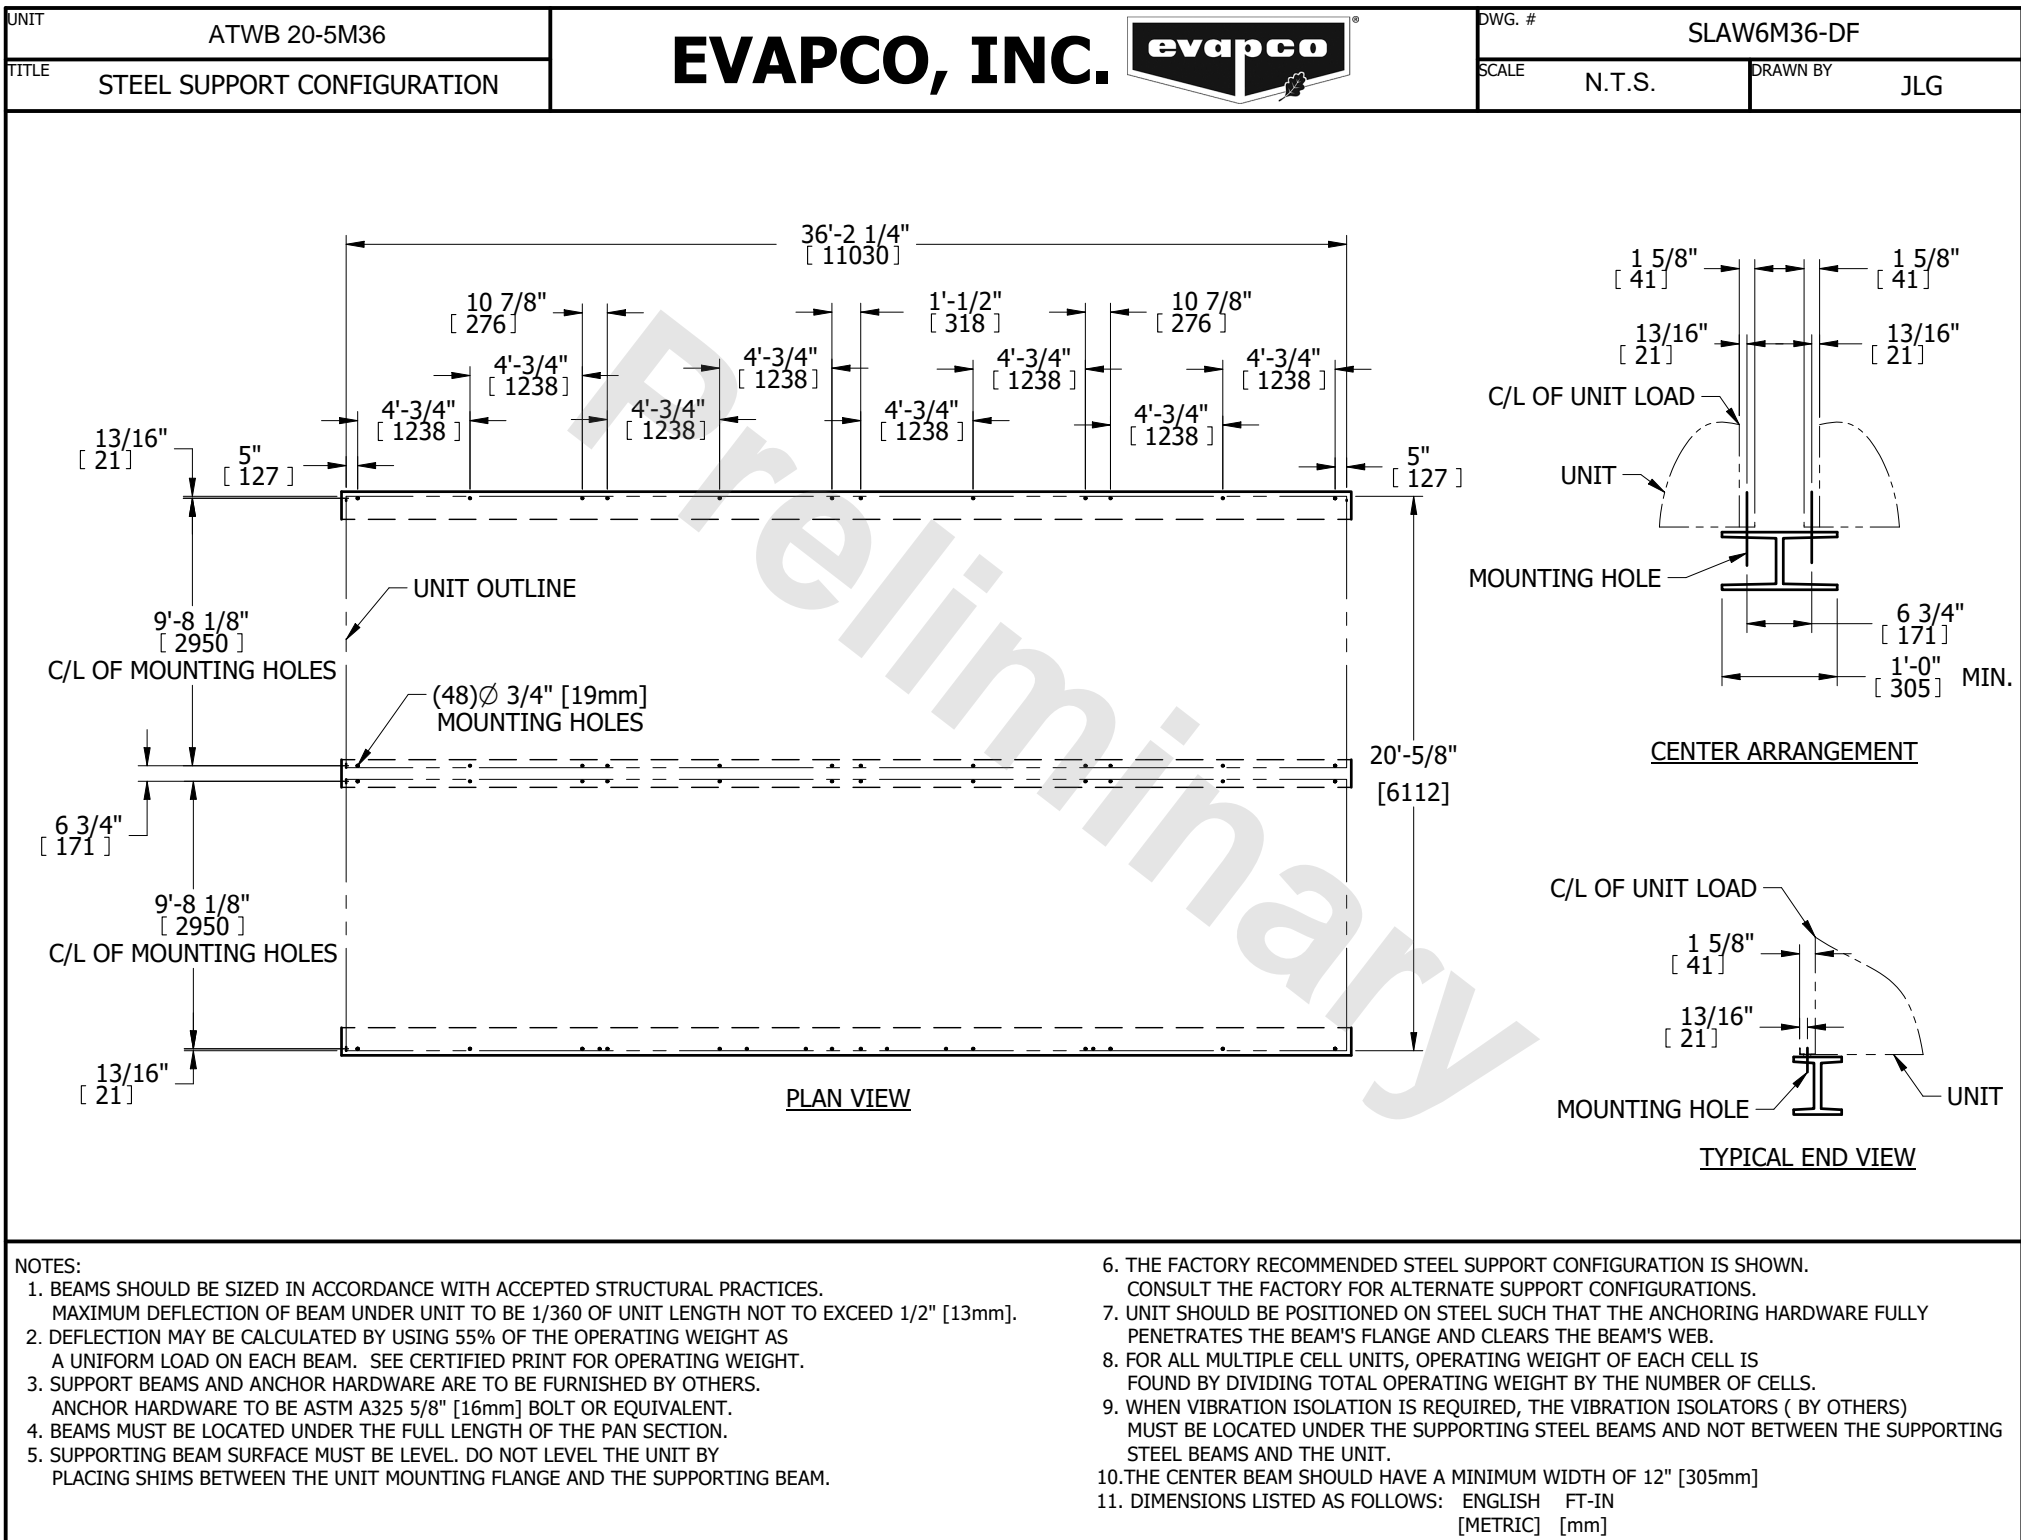 UNIT
ATWB 20-5M36
TITLE
STEEL SUPPORT CONFIGURATION
EVAPCO, INC.
evapco
®
DWG. #
SLAW6M36-DF
SCALE
N.T.S.
DRAWN BY
JLG
36'-2 1/4"
[ 11030 ]
10 7/8"
[ 276 ]
1'-1/2"
[ 318 ]
10 7/8"
[ 276 ]
4'-3/4"
[ 1238 ]
4'-3/4"
[ 1238 ]
4'-3/4"
[ 1238 ]
4'-3/4"
[ 1238 ]
4'-3/4"
[ 1238 ]
4'-3/4"
[ 1238 ]
4'-3/4"
[ 1238 ]
4'-3/4"
[ 1238 ]
13/16"
[ 21 ]
5"
[ 127 ]
5"
[ 127 ]
UNIT OUTLINE
9'-8 1/8"
[ 2950 ]
C/L OF MOUNTING HOLES
(48)Ø 3/4" [19mm]
MOUNTING HOLES
20'-5/8"
[6112]
6 3/4"
[ 171 ]
9'-8 1/8"
[ 2950 ]
C/L OF MOUNTING HOLES
13/16"
[ 21 ]
PLAN VIEW
Preliminary
1 5/8"
[ 41 ]
1 5/8"
[ 41 ]
13/16"
[ 21 ]
13/16"
[ 21 ]
C/L OF UNIT LOAD
UNIT
MOUNTING HOLE
6 3/4"
[ 171 ]
1'-0"
[ 305 ] MIN.
CENTER ARRANGEMENT
C/L OF UNIT LOAD
1 5/8"
[ 41 ]
13/16"
[ 21 ]
MOUNTING HOLE
UNIT
TYPICAL END VIEW
NOTES:
1. BEAMS SHOULD BE SIZED IN ACCORDANCE WITH ACCEPTED STRUCTURAL PRACTICES.
MAXIMUM DEFLECTION OF BEAM UNDER UNIT TO BE 1/360 OF UNIT LENGTH NOT TO EXCEED 1/2" [13mm].
2. DEFLECTION MAY BE CALCULATED BY USING 55% OF THE OPERATING WEIGHT AS
A UNIFORM LOAD ON EACH BEAM. SEE CERTIFIED PRINT FOR OPERATING WEIGHT.
3. SUPPORT BEAMS AND ANCHOR HARDWARE ARE TO BE FURNISHED BY OTHERS.
ANCHOR HARDWARE TO BE ASTM A325 5/8" [16mm] BOLT OR EQUIVALENT.
4. BEAMS MUST BE LOCATED UNDER THE FULL LENGTH OF THE PAN SECTION.
5. SUPPORTING BEAM SURFACE MUST BE LEVEL. DO NOT LEVEL THE UNIT BY
PLACING SHIMS BETWEEN THE UNIT MOUNTING FLANGE AND THE SUPPORTING BEAM.
6. THE FACTORY RECOMMENDED STEEL SUPPORT CONFIGURATION IS SHOWN.
CONSULT THE FACTORY FOR ALTERNATE SUPPORT CONFIGURATIONS.
7. UNIT SHOULD BE POSITIONED ON STEEL SUCH THAT THE ANCHORING HARDWARE FULLY
PENETRATES THE BEAM'S FLANGE AND CLEARS THE BEAM'S WEB.
8. FOR ALL MULTIPLE CELL UNITS, OPERATING WEIGHT OF EACH CELL IS
FOUND BY DIVIDING TOTAL OPERATING WEIGHT BY THE NUMBER OF CELLS.
9. WHEN VIBRATION ISOLATION IS REQUIRED, THE VIBRATION ISOLATORS ( BY OTHERS)
MUST BE LOCATED UNDER THE SUPPORTING STEEL BEAMS AND NOT BETWEEN THE SUPPORTING
STEEL BEAMS AND THE UNIT.
10.THE CENTER BEAM SHOULD HAVE A MINIMUM WIDTH OF 12" [305mm]
11. DIMENSIONS LISTED AS FOLLOWS: ENGLISH FT-IN
[METRIC] [mm]